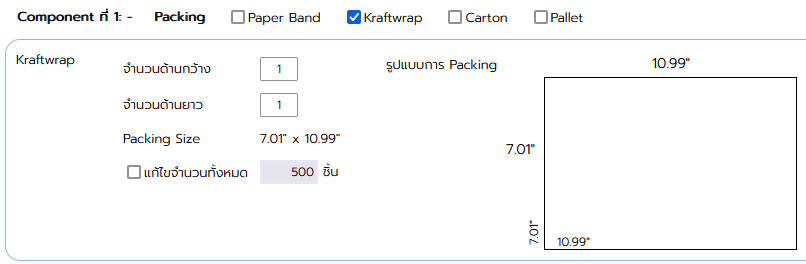 Component ที่ 1: - Packing Paper Band Kraftwrap Carton Pallet
Kraftwrap
จำนวนด้านกว้าง 1
รูปแบบการ Packing
10.99"
จำนวนด้านยาว 1
Packing Size 7.01" x 10.99"
7.01"
แก้ไขจำนวนทั้งหมด 500 ชิ้น
7.01"
10.99"